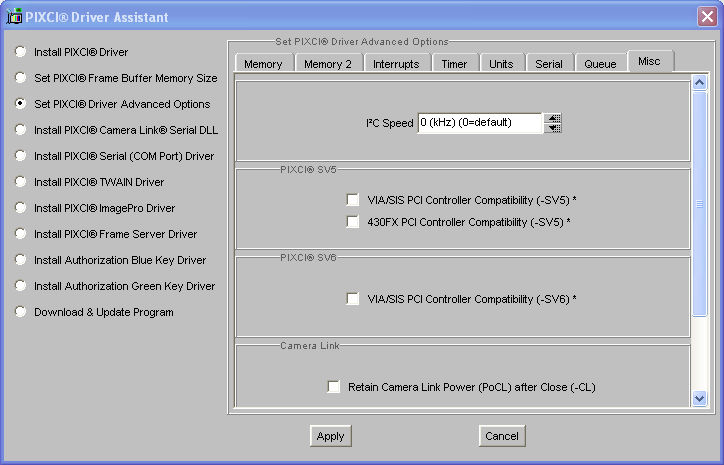 PIXCI® Driver Assistant
Install PIXCI® Driver
Set PIXCI® Frame Buffer Memory Size
Set PIXCI® Driver Advanced Options
Install PIXCI® Camera Link® Serial DLL
Install PIXCI® Serial (COM Port) Driver
Install PIXCI® TWAIN Driver
Install PIXCI® ImagePro Driver
Install PIXCI® Frame Server Driver
Install Authorization Blue Key Driver
Install Authorization Green Key Driver
Download & Update Program
Set PIXCI® Driver Advanced Options
Memory Memory 2 Interrupts Timer Units Serial Queue Misc
I²C Speed 0 (kHz) (0=default)
PIXCI® SV5
VIA/SIS PCI Controller Compatibility (-SV5) *
430FX PCI Controller Compatibility (-SV5) *
PIXCI® SV6
VIA/SIS PCI Controller Compatibility (-SV6) *
Camera Link
Retain Camera Link Power (PoCL) after Close (-CL)
Apply Cancel